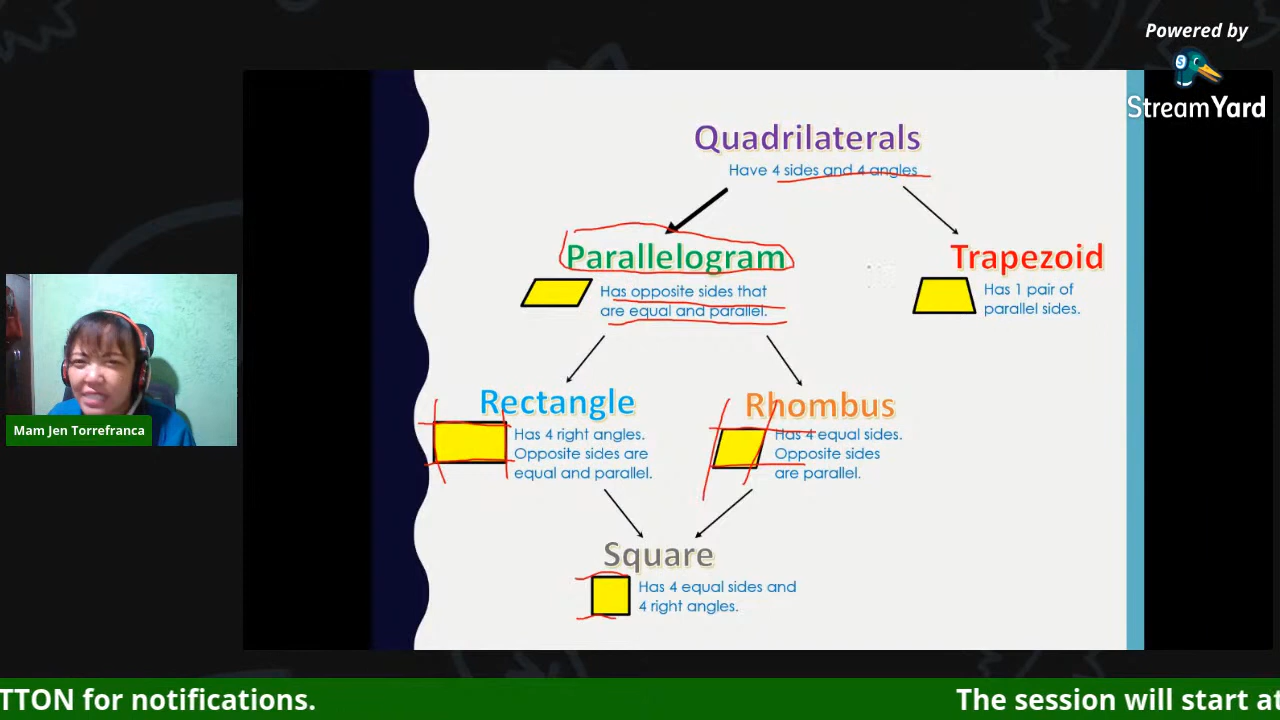 Powered by
StreamYard
Quadrilaterals
Have 4 sides and 4 angles
Parallelogram
Has opposite sides that
are equal and parallel.
Trapezoid
Has 1 pair of
parallel sides.
Rectangle
Has 4 right angles.
Opposite sides are
equal and parallel.
Rhombus
Has 4 equal sides.
Opposite sides
are parallel.
Square
Has 4 equal sides and
4 right angles.
Mam Jen Torrefranca
TTON for notifications.
The session will start at